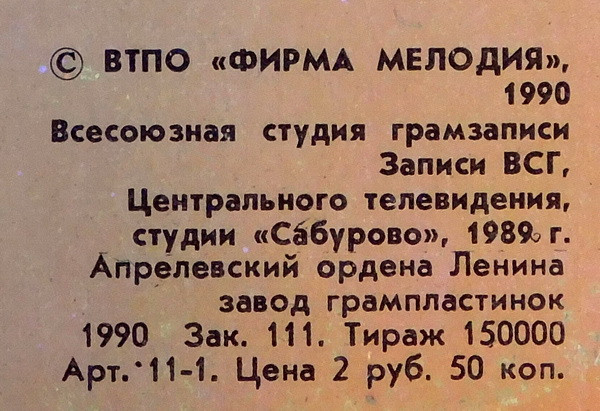 © ВТПО «ФИРМА МЕЛОДИЯ»,
1990
Всесоюзная студия грамзаписи
Записи ВСГ,
Центрального телевидения,
студии «Сабурово», 1989 г.
Апрелевский ордена Ленина
завод грампластинок
1990 Зак. 111. Тираж 150000
Арт. 11-1. Цена 2 руб. 50 коп.